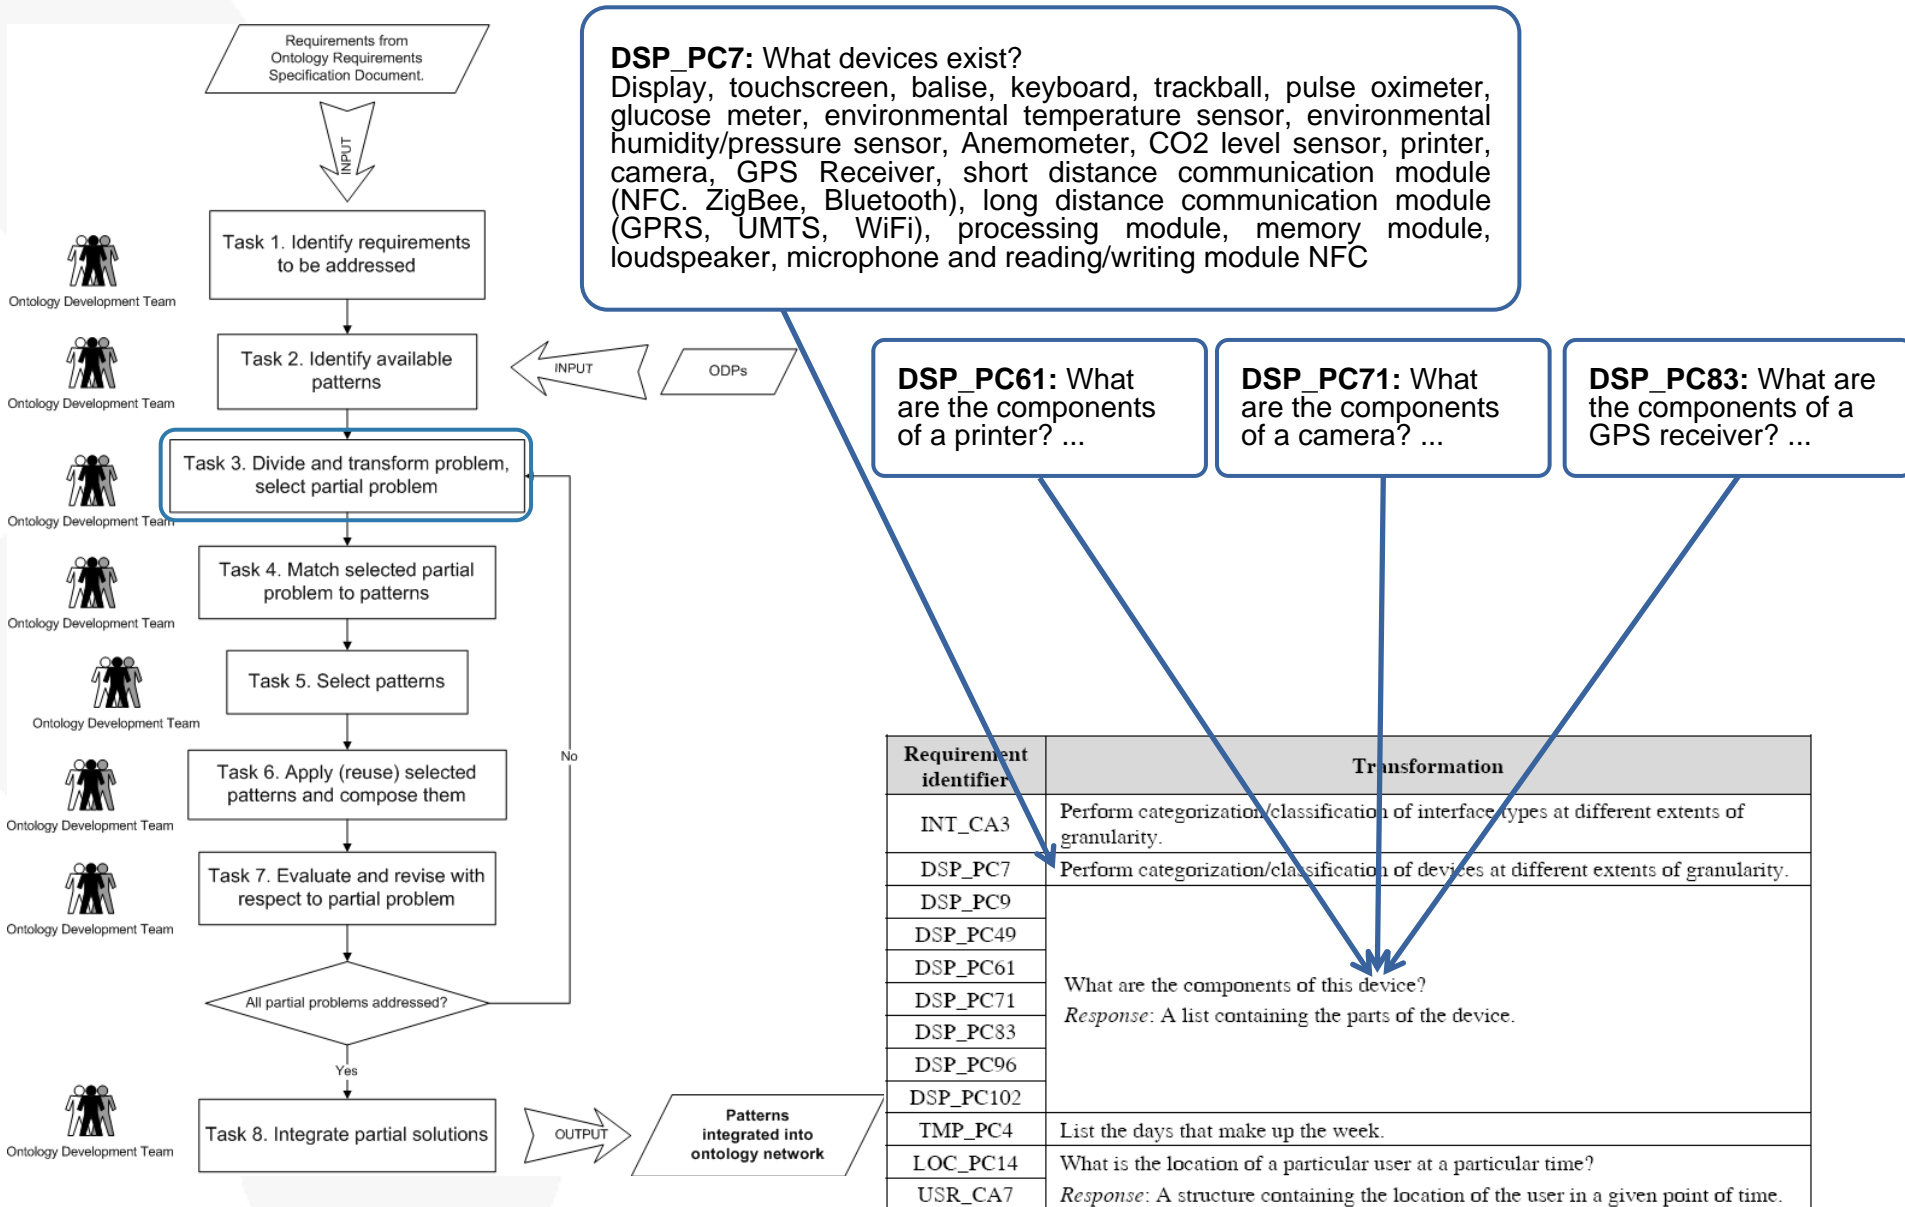 Requirements from
Ontology Requirements
Specification Document.
INPUT
Task 1. Identify requirements
to be addressed
Ontology Development Team
Task 2. Identify available
patterns
Ontology Development Team
INPUT
ODPs
Task 3. Divide and transform problem,
select partial problem
Ontology Development Team
Task 4. Match selected partial
problem to patterns
Ontology Development Team
Task 5. Select patterns
Ontology Development Team
Task 6. Apply (reuse) selected
patterns and compose them
Ontology Development Team
No
Task 7. Evaluate and revise with
respect to partial problem
Ontology Development Team
All partial problems addressed?
Yes
Task 8. Integrate partial solutions
Ontology Development Team
OUTPUT
Patterns
integrated into
ontology network
DSP_PC7: What devices exist?
Display, touchscreen, balise, keyboard, trackball, pulse oximeter,
glucose meter, environmental temperature sensor, environmental
humidity/pressure sensor, Anemometer, CO2 level sensor, printer,
camera, GPS Receiver, short distance communication module
(NFC. ZigBee, Bluetooth), long distance communication module
(GPRS, UMTS, WiFi), processing module, memory module,
loudspeaker, microphone and reading/writing module NFC
DSP_PC61: What
are the components
of a printer? ...
DSP_PC71: What
are the components
of a camera? ...
DSP_PC83: What are
the components of a
GPS receiver? ...
Requirement
identifier
Transformation
INT_CA3
Perform categorization/classification of interface types at different extents of
granularity.
DSP_PC7
Perform categorization/classification of devices at different extents of granularity.
DSP_PC9
DSP_PC49
DSP_PC61
DSP_PC71
DSP_PC83
DSP_PC96
DSP_PC102
What are the components of this device?
Response: A list containing the parts of the device.
TMP_PC4
List the days that make up the week.
LOC_PC14
What is the location of a particular user at a particular time?
USR_CA7
Response: A structure containing the location of the user in a given point of time.